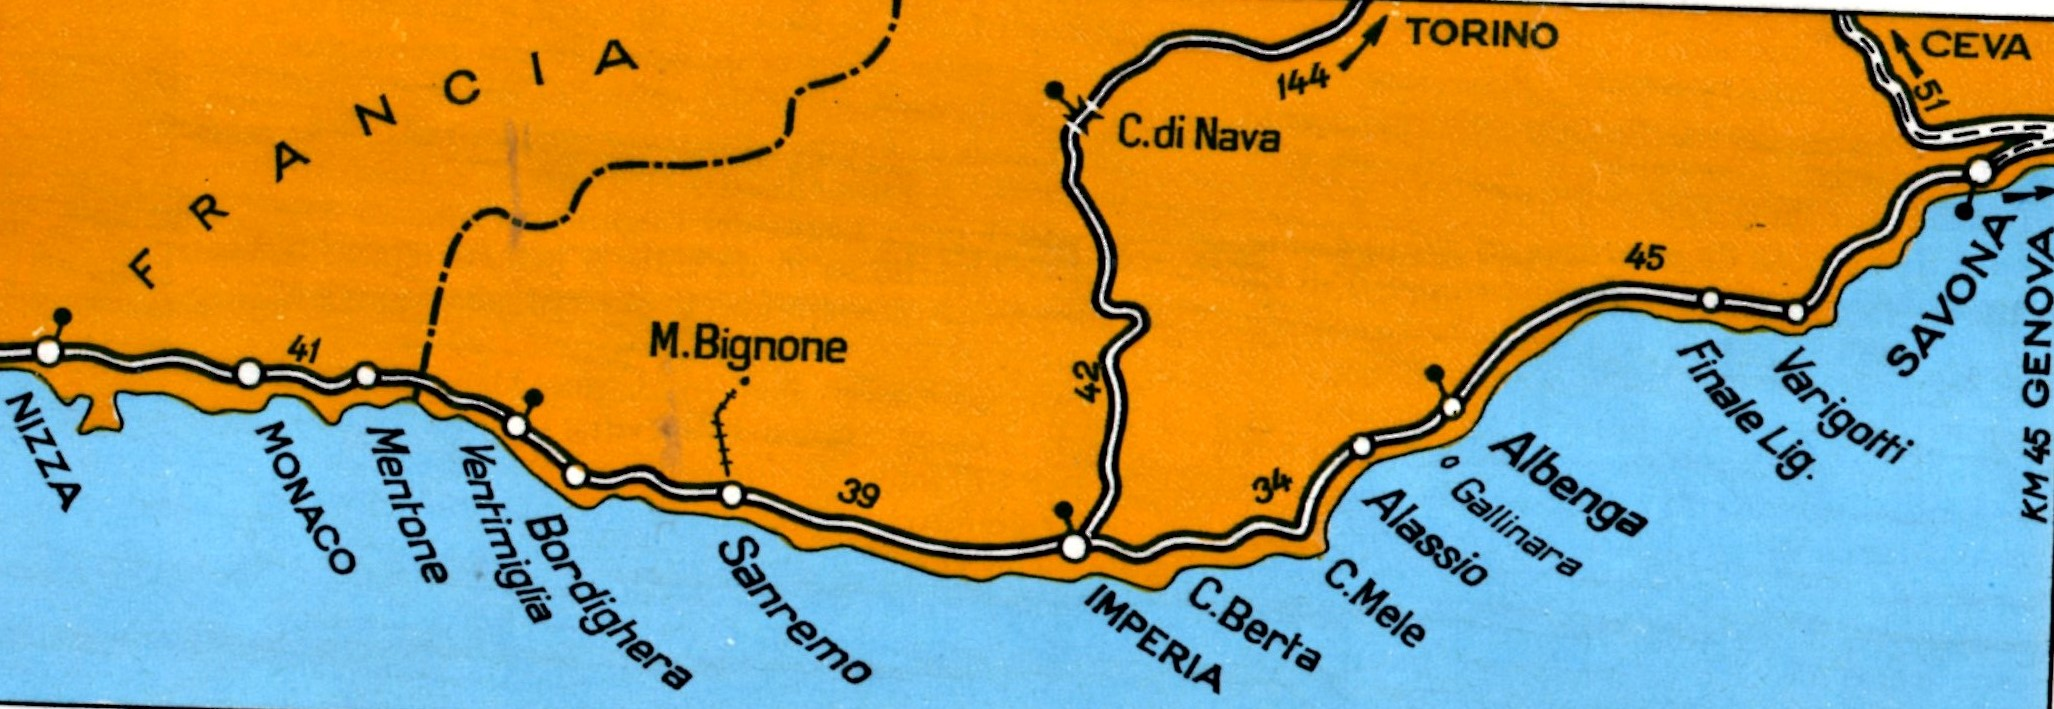 FRANCIA
TORINO
144
CEVA
51
C.di Nava
45
M.Bignone
41
42
39
34
NIZZA
MONACO
Mentone
Ventimiglia
Bordighera
Sanremo
IMPERIA
C.Berta
C.Mele
Alassio
Gallinara
Albenga
Finale Lig.
Varigotti
SAVONA
KM 45 GENOVA